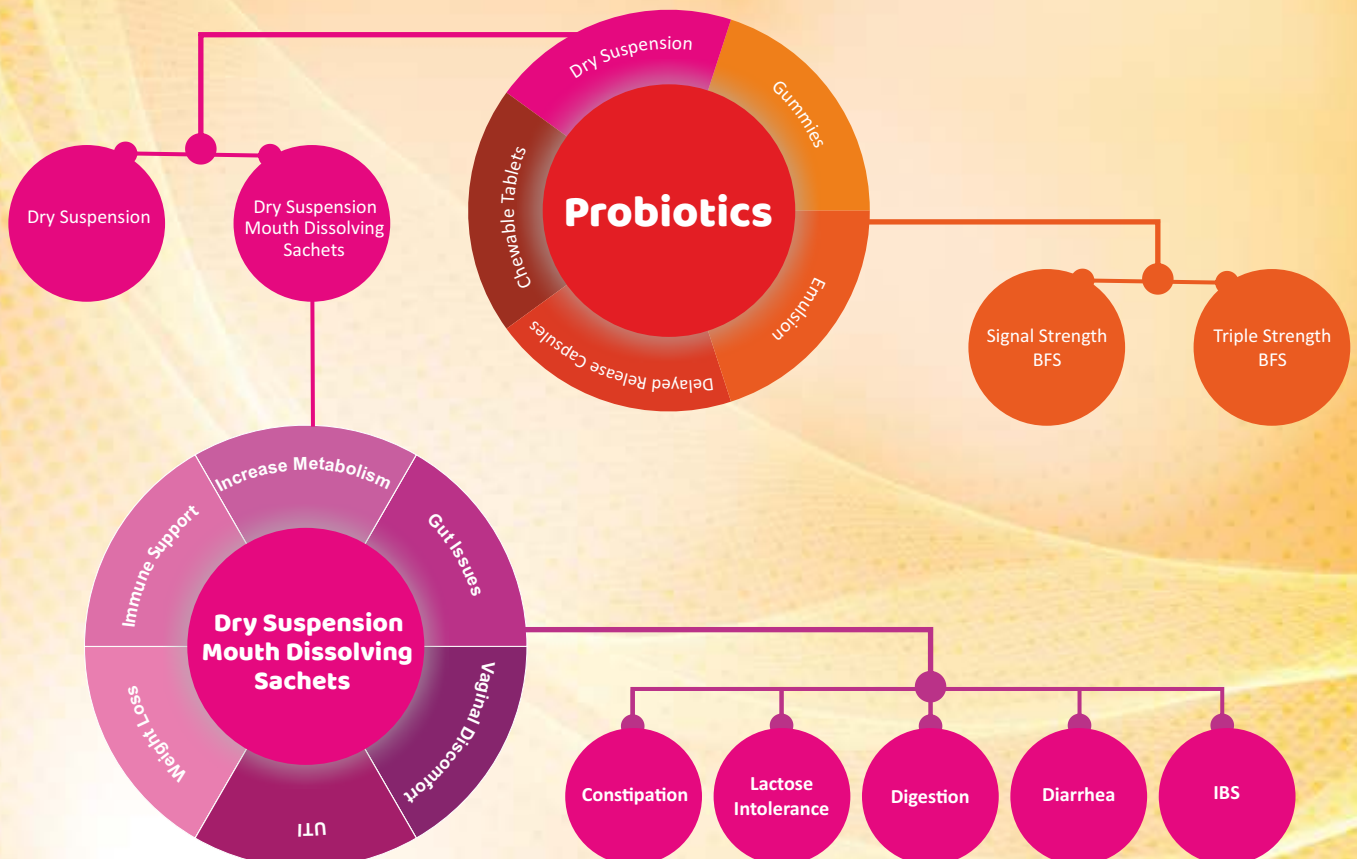 Dry Suspension
Gummies
Emulsion
Delayed Release Capsules
Chewable Tablets
Probiotics
Dry Suspension
Dry Suspension
Mouth Dissolving
Sachets
Signal Strength
BFS
Triple Strength
BFS
Increase Metabolism
Gut Issues
Vaginal Discomfort
UTI
Weight Loss
Immune Support
Dry Suspension
Mouth Dissolving
Sachets
Constipation
Lactose
Intolerance
Digestion
Diarrhea
IBS